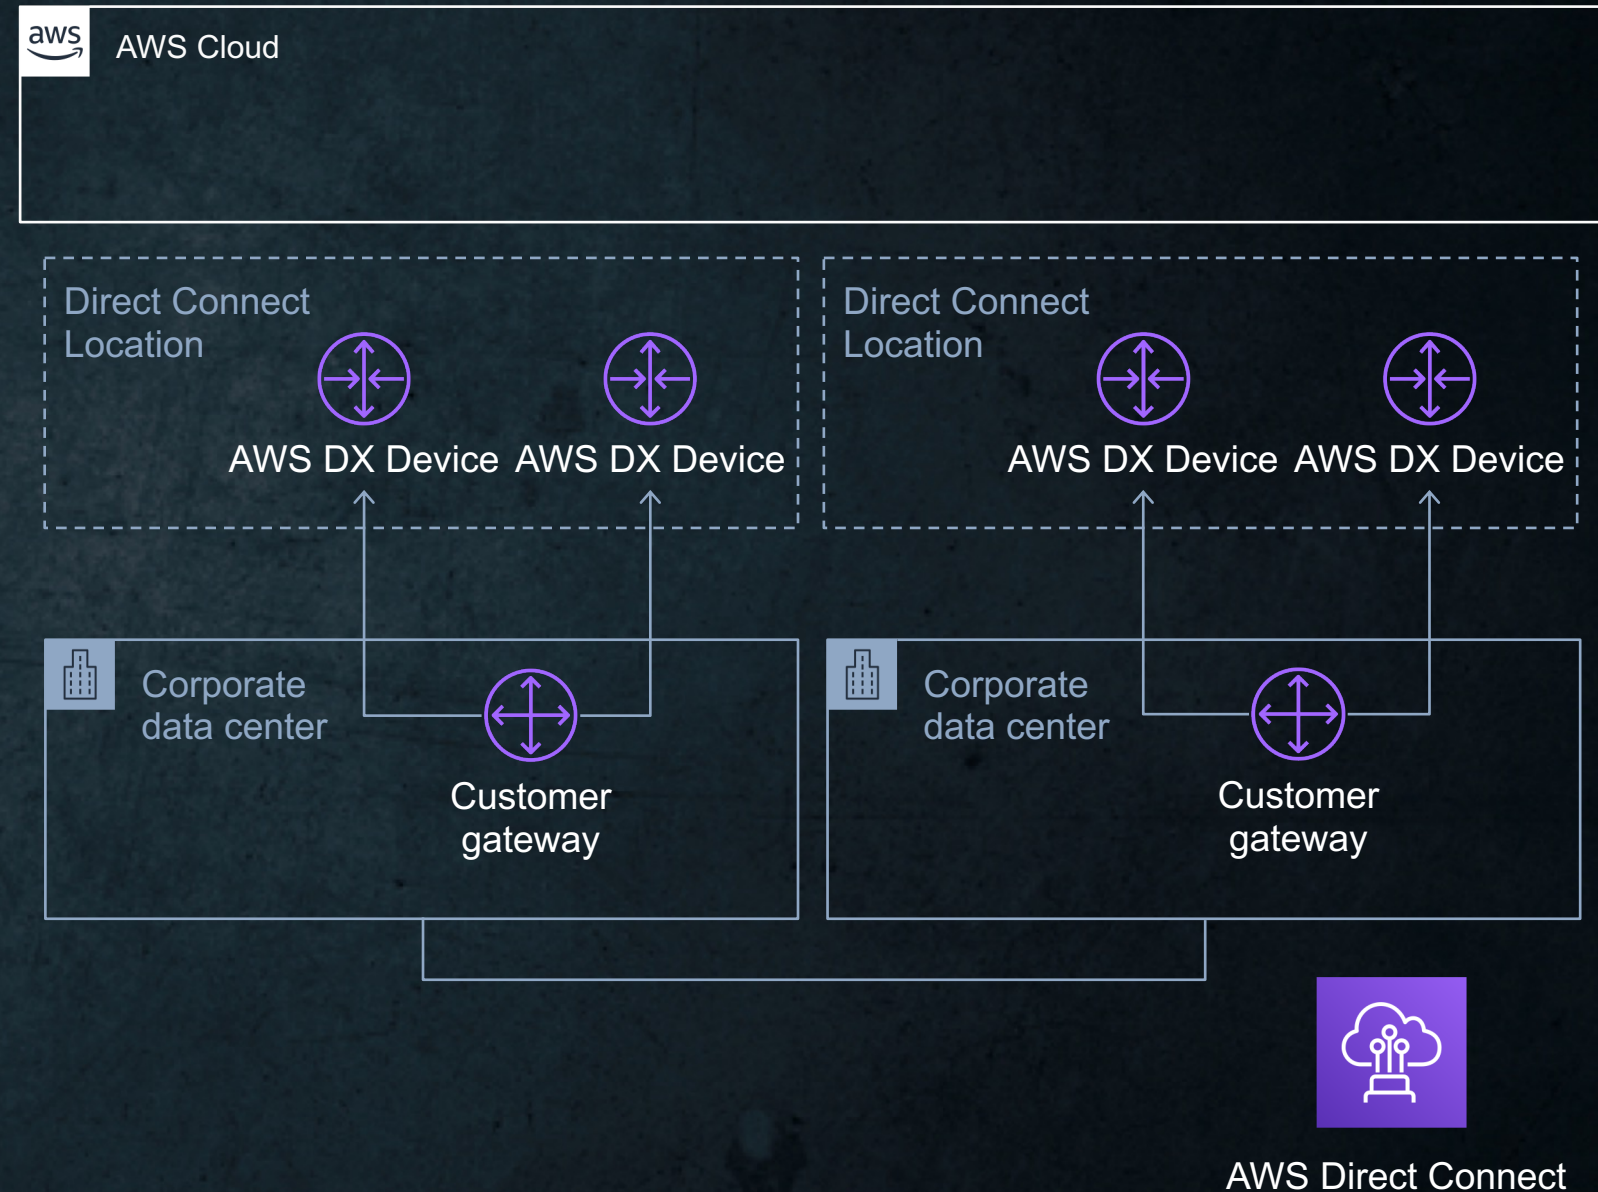 aws
AWS Cloud
Direct Connect
Location
AWS DX Device
AWS DX Device
Direct Connect
Location
AWS DX Device
AWS DX Device
Corporate
data center
Customer
gateway
Corporate
data center
Customer
gateway
AWS Direct Connect